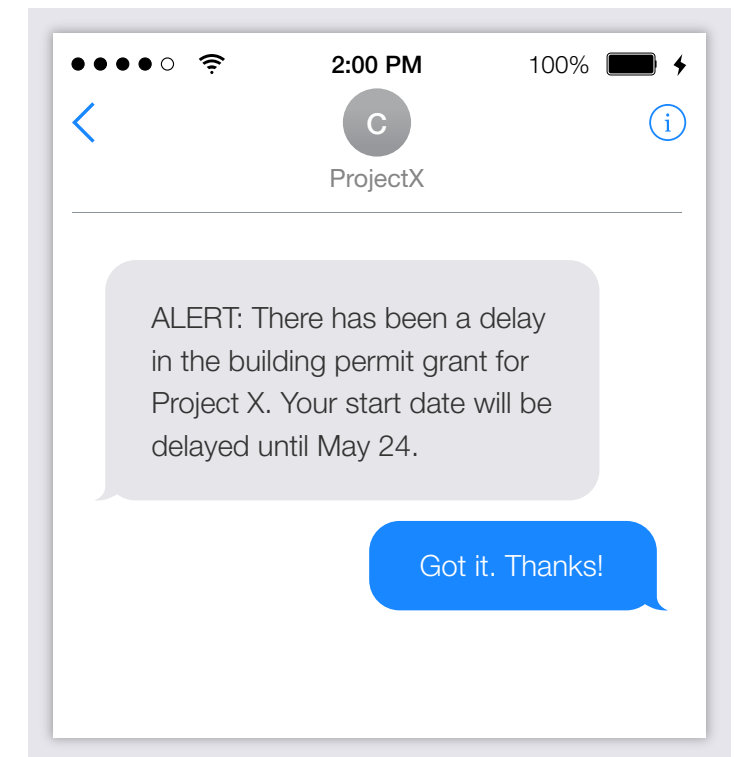 2:00 PM 100%
C
i
ProjectX
ALERT: There has been a delay
in the building permit grant for
Project X. Your start date will be
delayed until May 24.
Got it. Thanks!